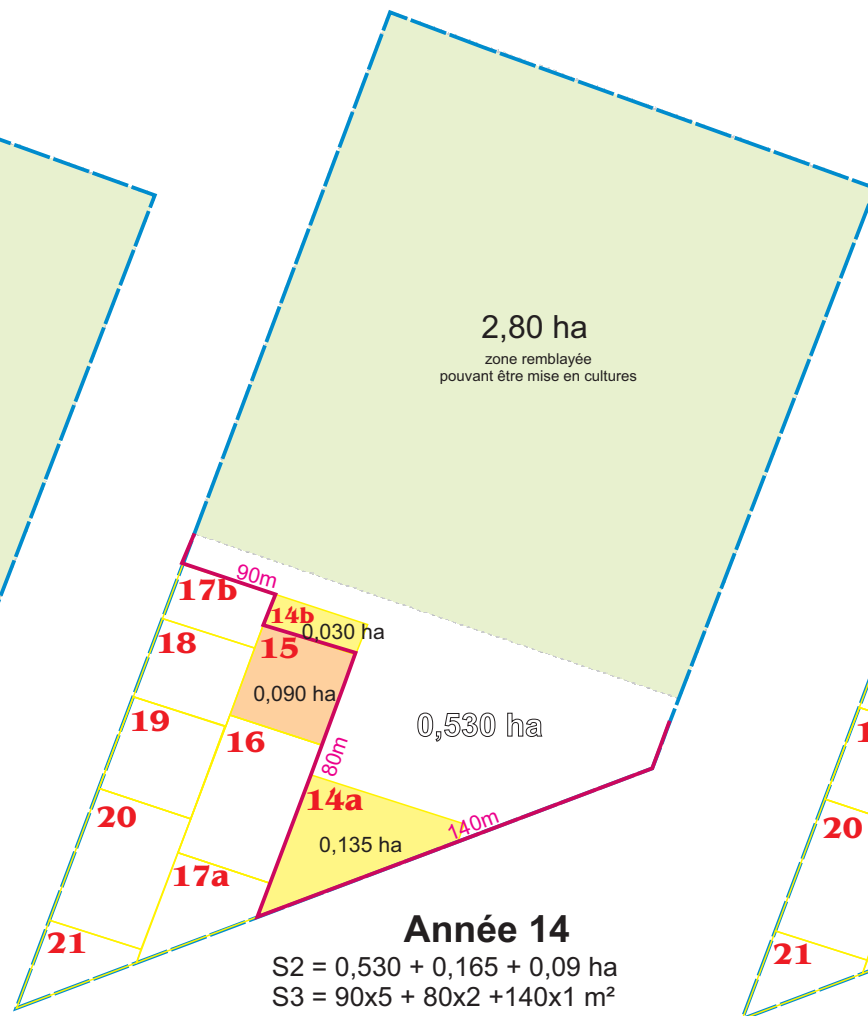 2,80 ha
zone remblayée
pouvant être mise en cultures
90m
17b
14b
0,030 ha
18
15
0,090 ha
19
16
0,530 ha
80m
14a
140m
0,135 ha
20
17a
21
20
21
Année 14
S2 = 0,530 + 0,165 + 0,09 ha
S3 = 90x5 + 80x2 +140x1 m²